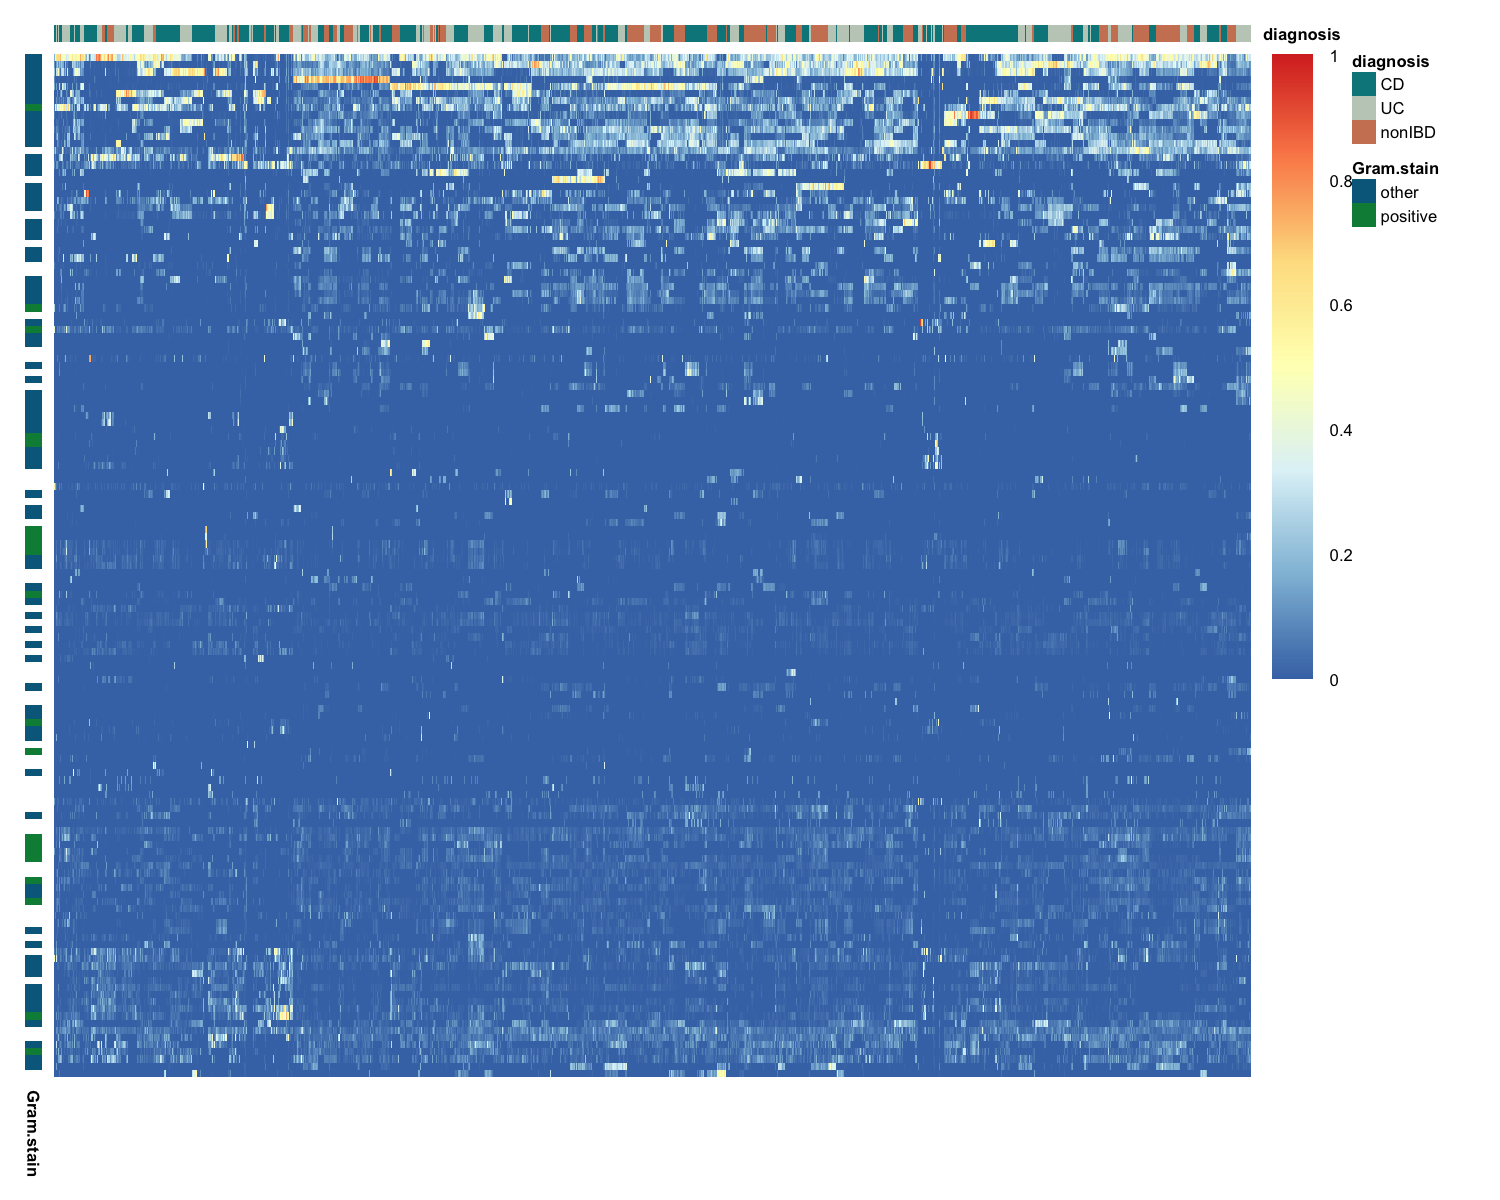 diagnosis
1
0.8
0.6
0.4
0.2
0
diagnosis
CD
UC
nonIBD
Gram.stain
other
positive
Gram.stain